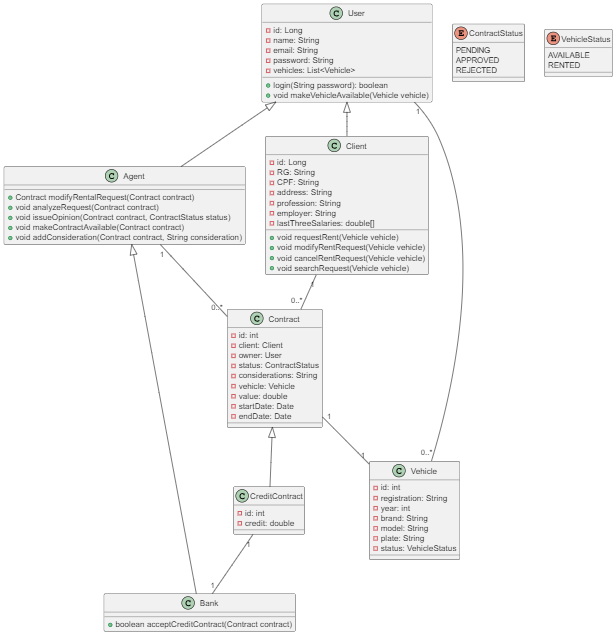 C User
id: Long
name: String
email: String
password: String
vehicles: List<Vehicle>
login(String password): boolean
void makeVehicleAvailable(Vehicle vehicle)
E ContractStatus
PENDING
APPROVED
REJECTED
E VehicleStatus
AVAILABLE
RENTED
1
C Agent
Contract modifyRentalRequest(Contract contract)
void analyzeRequest(Contract contract)
void issueOpinion(Contract contract, ContractStatus status)
void makeContractAvailable(Contract contract)
void addConsideration(Contract contract, String consideration)
C Client
id: Long
RG: String
CPF: String
address: String
profession: String
employer: String
lastThreeSalaries: double[]
void requestRent(Vehicle vehicle)
void modifyRentRequest(Vehicle vehicle)
void cancelRentRequest(Vehicle vehicle)
void searchRequest(Vehicle vehicle)
1
1
0..*
0..*
C Contract
id: int
client: Client
owner: User
status: ContractStatus
considerations: String
vehicle: Vehicle
value: double
startDate: Date
endDate: Date
1
1
0..*
C Vehicle
id: int
registration: String
year: int
brand: String
model: String
plate: String
status: VehicleStatus
C CreditContract
id: int
credit: double
1
1
C Bank
boolean acceptCreditContract(Contract contract)